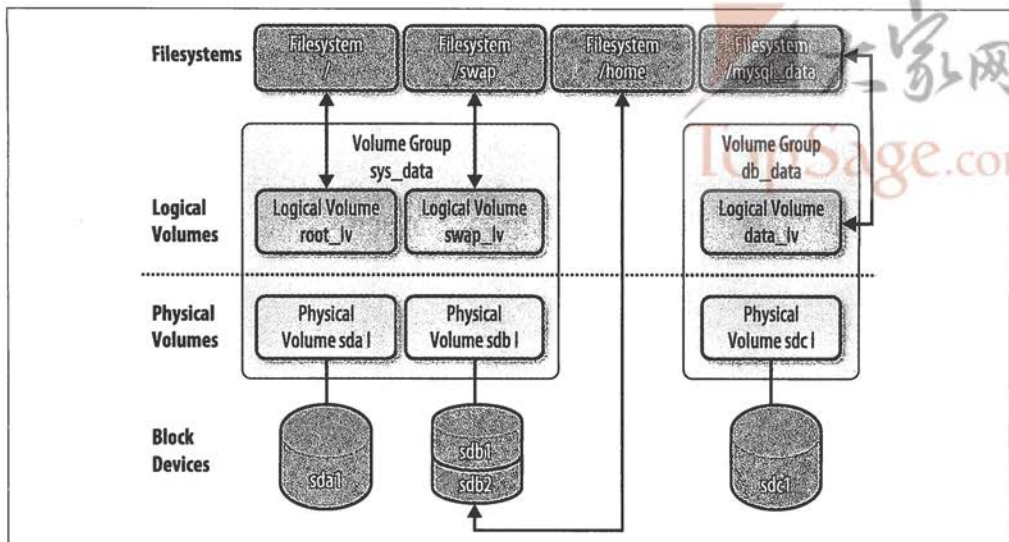 Filesystems
Filesystem
/
Filesystem
/swap
Filesystem
/home
Filesystem
/mysql_data
Volume Group
sys_data
Volume Group
db_data
Logical
Volumes
Logical Volume
root_lv
Logical Volume
swap_lv
Logical Volume
data_lv
Physical
Volumes
Physical
Volume sda1
Physical
Volume sdb1
Physical
Volume sdc1
Block
Devices
sda1
sdb1
sdb2
sdc1
家网
TopSage.com